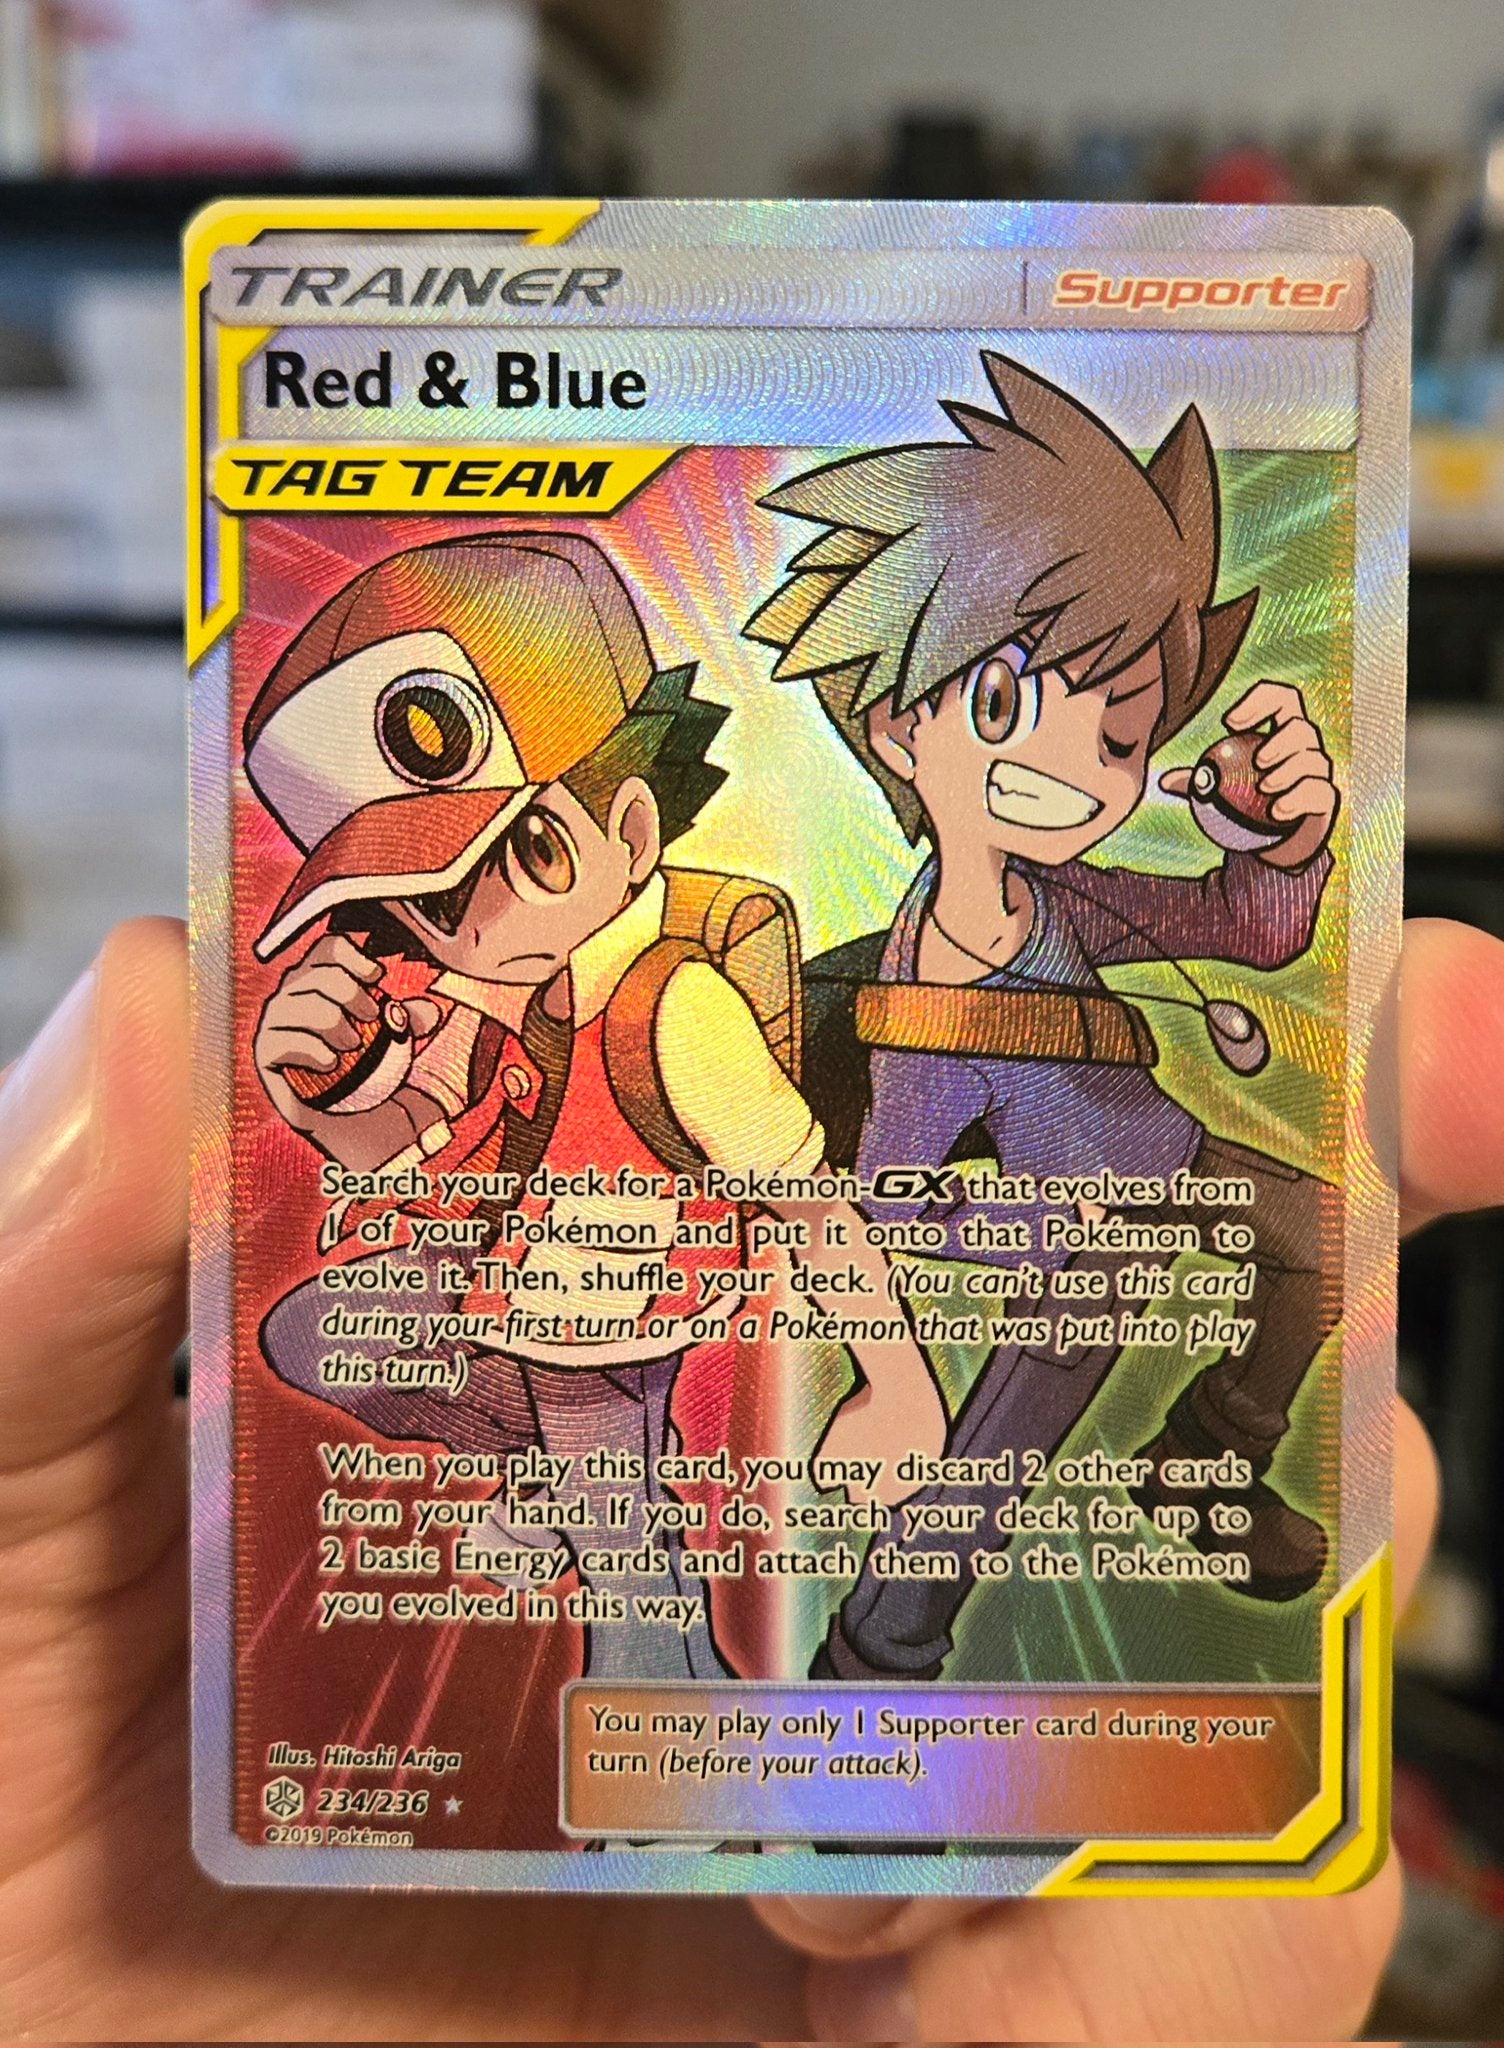 TRAINER
Supporter
Red & Blue
TAG TEAM
Search your deck for a Pokémon-GX that evolves from
1 of your Pokémon and put it onto that Pokémon to
evolve it. Then, shuffle your deck. (You can't use this card
during your first turn or on a Pokémon that was put into play
this turn.)
When you play this card, you may discard 2 other cards
from your hand. If you do, search your deck for up to
2 basic Energy cards and attach them to the Pokémon
you evolved in this way.
You may play only 1 Supporter card during your
turn (before your attack).
Illus. Hitoshi Ariga
234/236
©2019 Pokémon